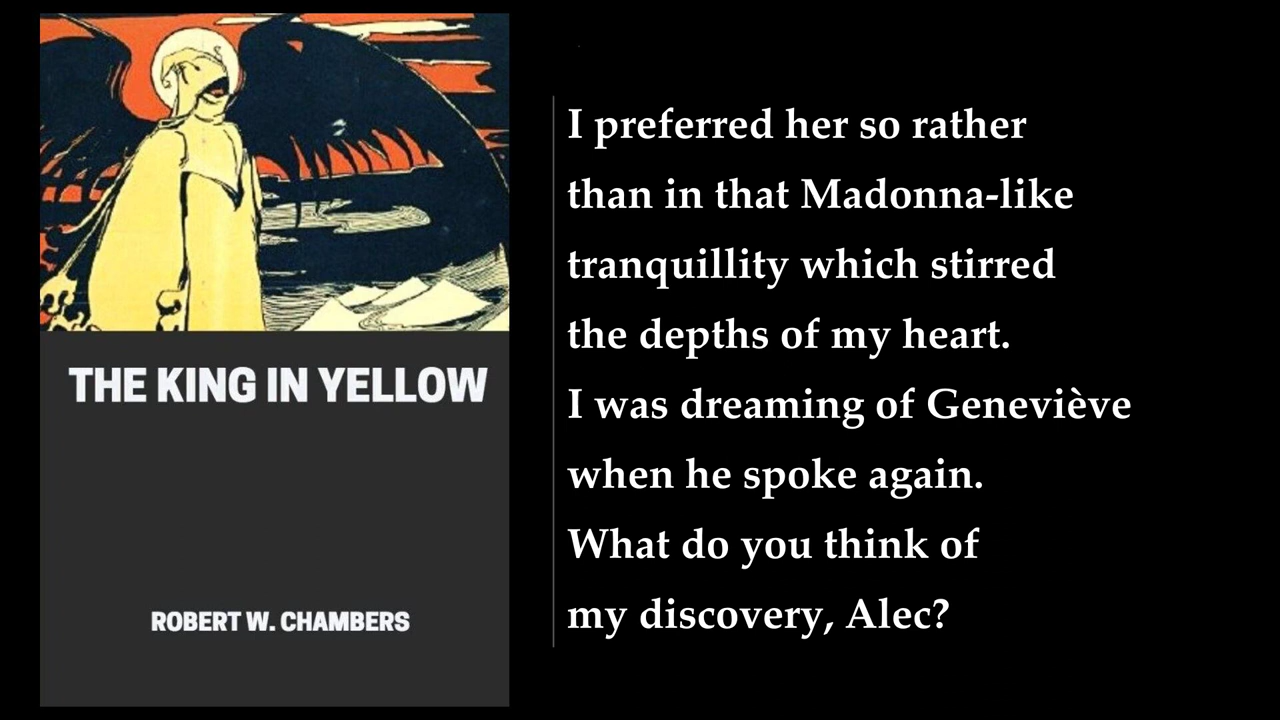 THE KING IN YELLOW
ROBERT W. CHAMBERS
I preferred her so rather
than in that Madonna-like
tranquillity which stirred
the depths of my heart.
I was dreaming of Geneviève
when he spoke again.
What do you think of
my discovery, Alec?